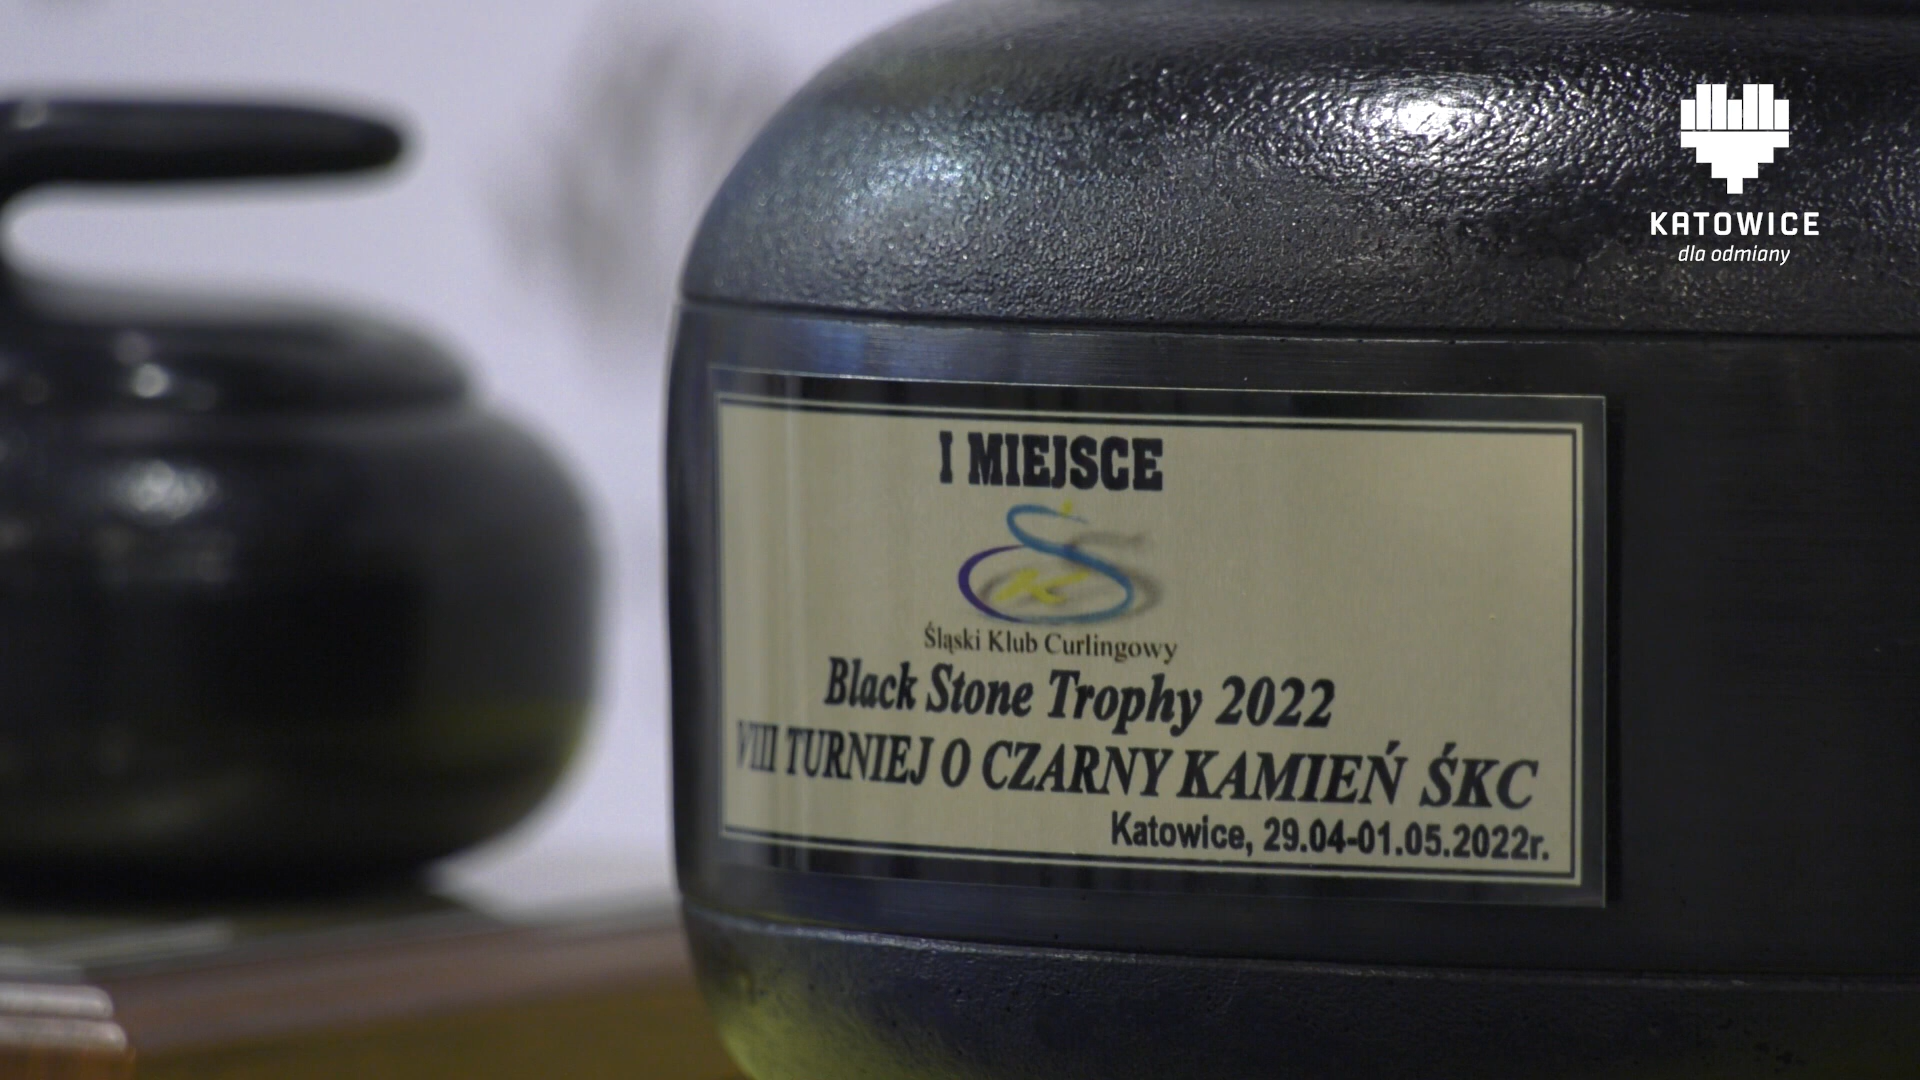 KATOWICE
dla odmiany
I MIEJSCE
Śląski Klub Curlingowy
Black Stone Trophy 2022
VIII TURNIEJ O CZARNY KAMIEŃ ŚKC
Katowice, 29.04-01.05.2022r.